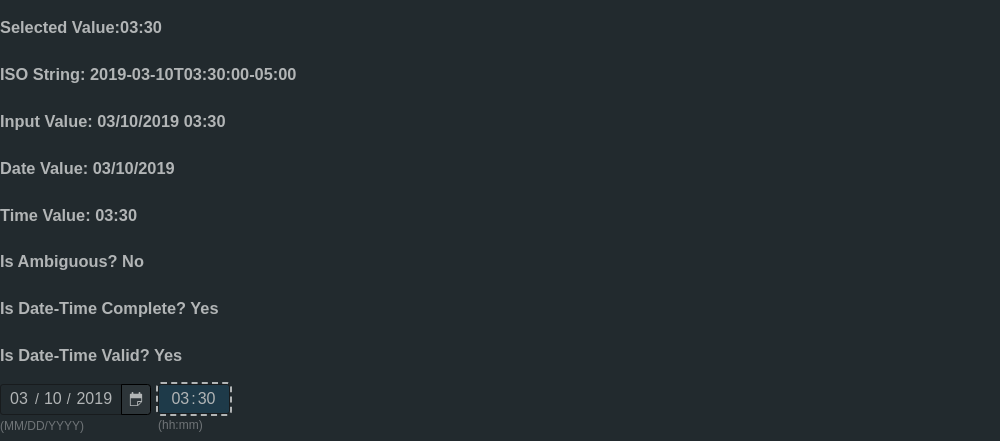 Selected Value:03:30
ISO String: 2019-03-10T03:30:00-05:00
Input Value: 03/10/2019 03:30
Date Value: 03/10/2019
Time Value: 03:30
Is Ambiguous? No
Is Date-Time Complete? Yes
Is Date-Time Valid? Yes
03 / 10 / 2019 03:30
(MM/DD/YYYY) (hh:mm)